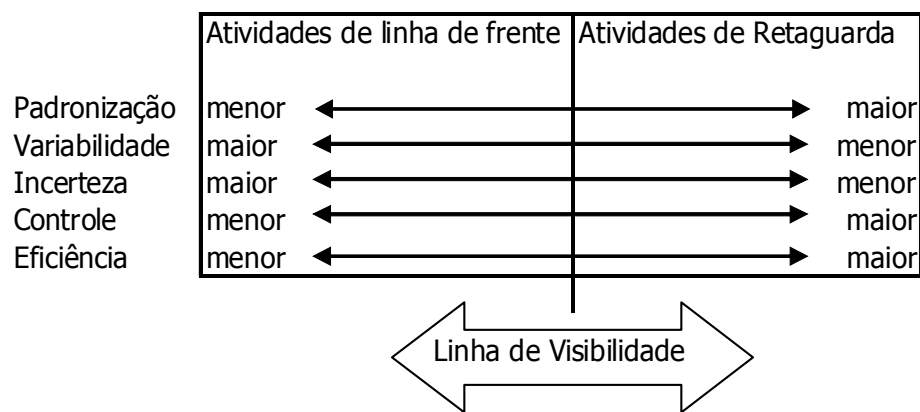 Atividades de linha de frente Atividades de Retaguarda
Padronização menor maior
Variabilidade maior menor
Incerteza maior menor
Controle menor maior
Eficiência menor maior
Linha de Visibilidade